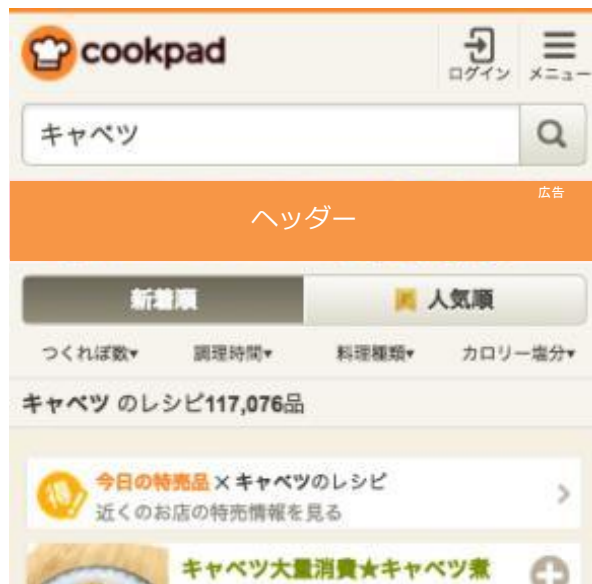 cookpad
ログイン
メニュー
キャベツ
広告
ヘッダー
新着順
人気順
つくれぽ数▾
調理時間▾
料理種類▾
カロリー塩分▾
キャベツ のレシピ117,076品
今日の特売品×キャベツのレシピ
近くのお店の特売情報を見る
キャベツ大量消費★キャベツ煮